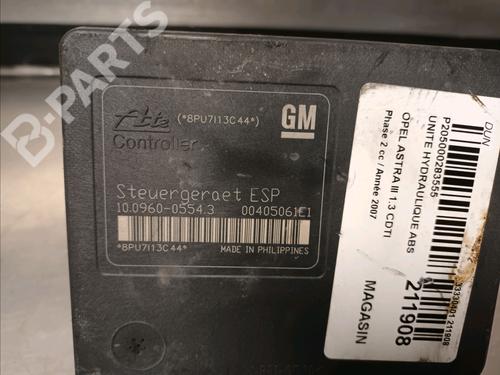 B-PARTS
Ate
(*8PU7I13C44*)
GM
Controller
Steuergeraet ESP
10.0960-0554.3 00405061E1
*8PU7I13C44*
MADE IN PHILIPPINES
DUN
P205000283555
UNITE HYDRAULIQUE ABS
OPEL ASTRA III 1.3 CDTI
Phase 2 cc / Année 2007
211908
MAGASIN